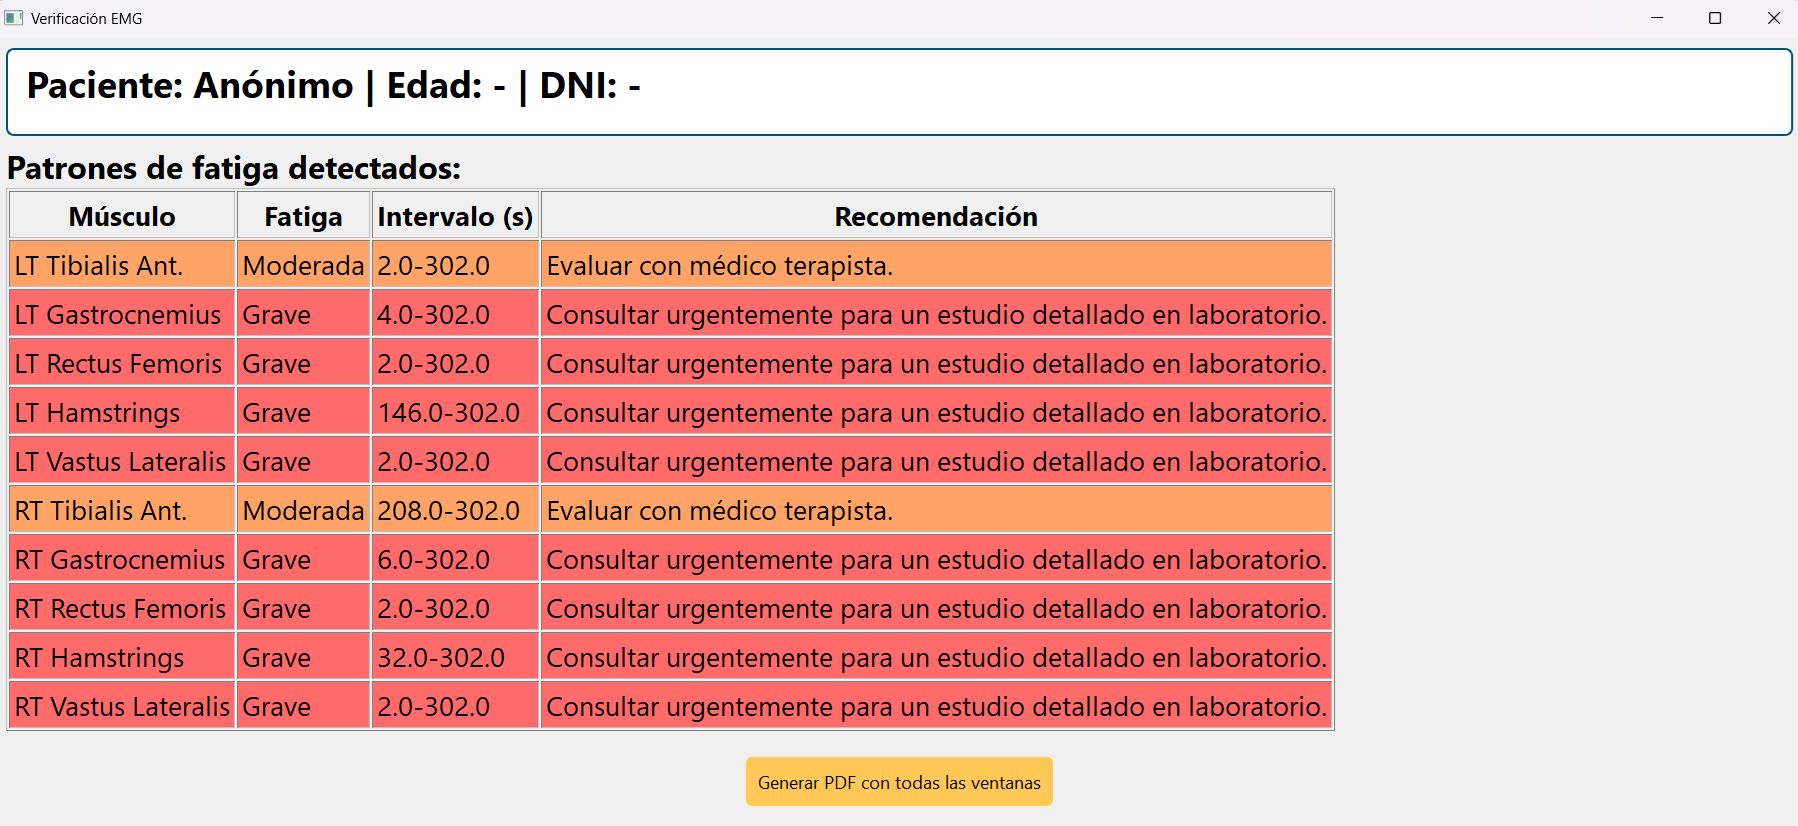 Verificación EMG
Paciente: Anónimo | Edad: - | DNI: -
Patrones de fatiga detectados:
Músculo Fatiga Intervalo (s) Recomendación
LT Tibialis Ant. Moderada 2.0-302.0 Evaluar con médico terapista.
LT Gastrocnemius Grave 4.0-302.0 Consultar urgentemente para un estudio detallado en laboratorio.
LT Rectus Femoris Grave 2.0-302.0 Consultar urgentemente para un estudio detallado en laboratorio.
LT Hamstrings Grave 146.0-302.0 Consultar urgentemente para un estudio detallado en laboratorio.
LT Vastus Lateralis Grave 2.0-302.0 Consultar urgentemente para un estudio detallado en laboratorio.
RT Tibialis Ant. Moderada 208.0-302.0 Evaluar con médico terapista.
RT Gastrocnemius Grave 6.0-302.0 Consultar urgentemente para un estudio detallado en laboratorio.
RT Rectus Femoris Grave 2.0-302.0 Consultar urgentemente para un estudio detallado en laboratorio.
RT Hamstrings Grave 32.0-302.0 Consultar urgentemente para un estudio detallado en laboratorio.
RT Vastus Lateralis Grave 2.0-302.0 Consultar urgentemente para un estudio detallado en laboratorio.
Generar PDF con todas las ventanas